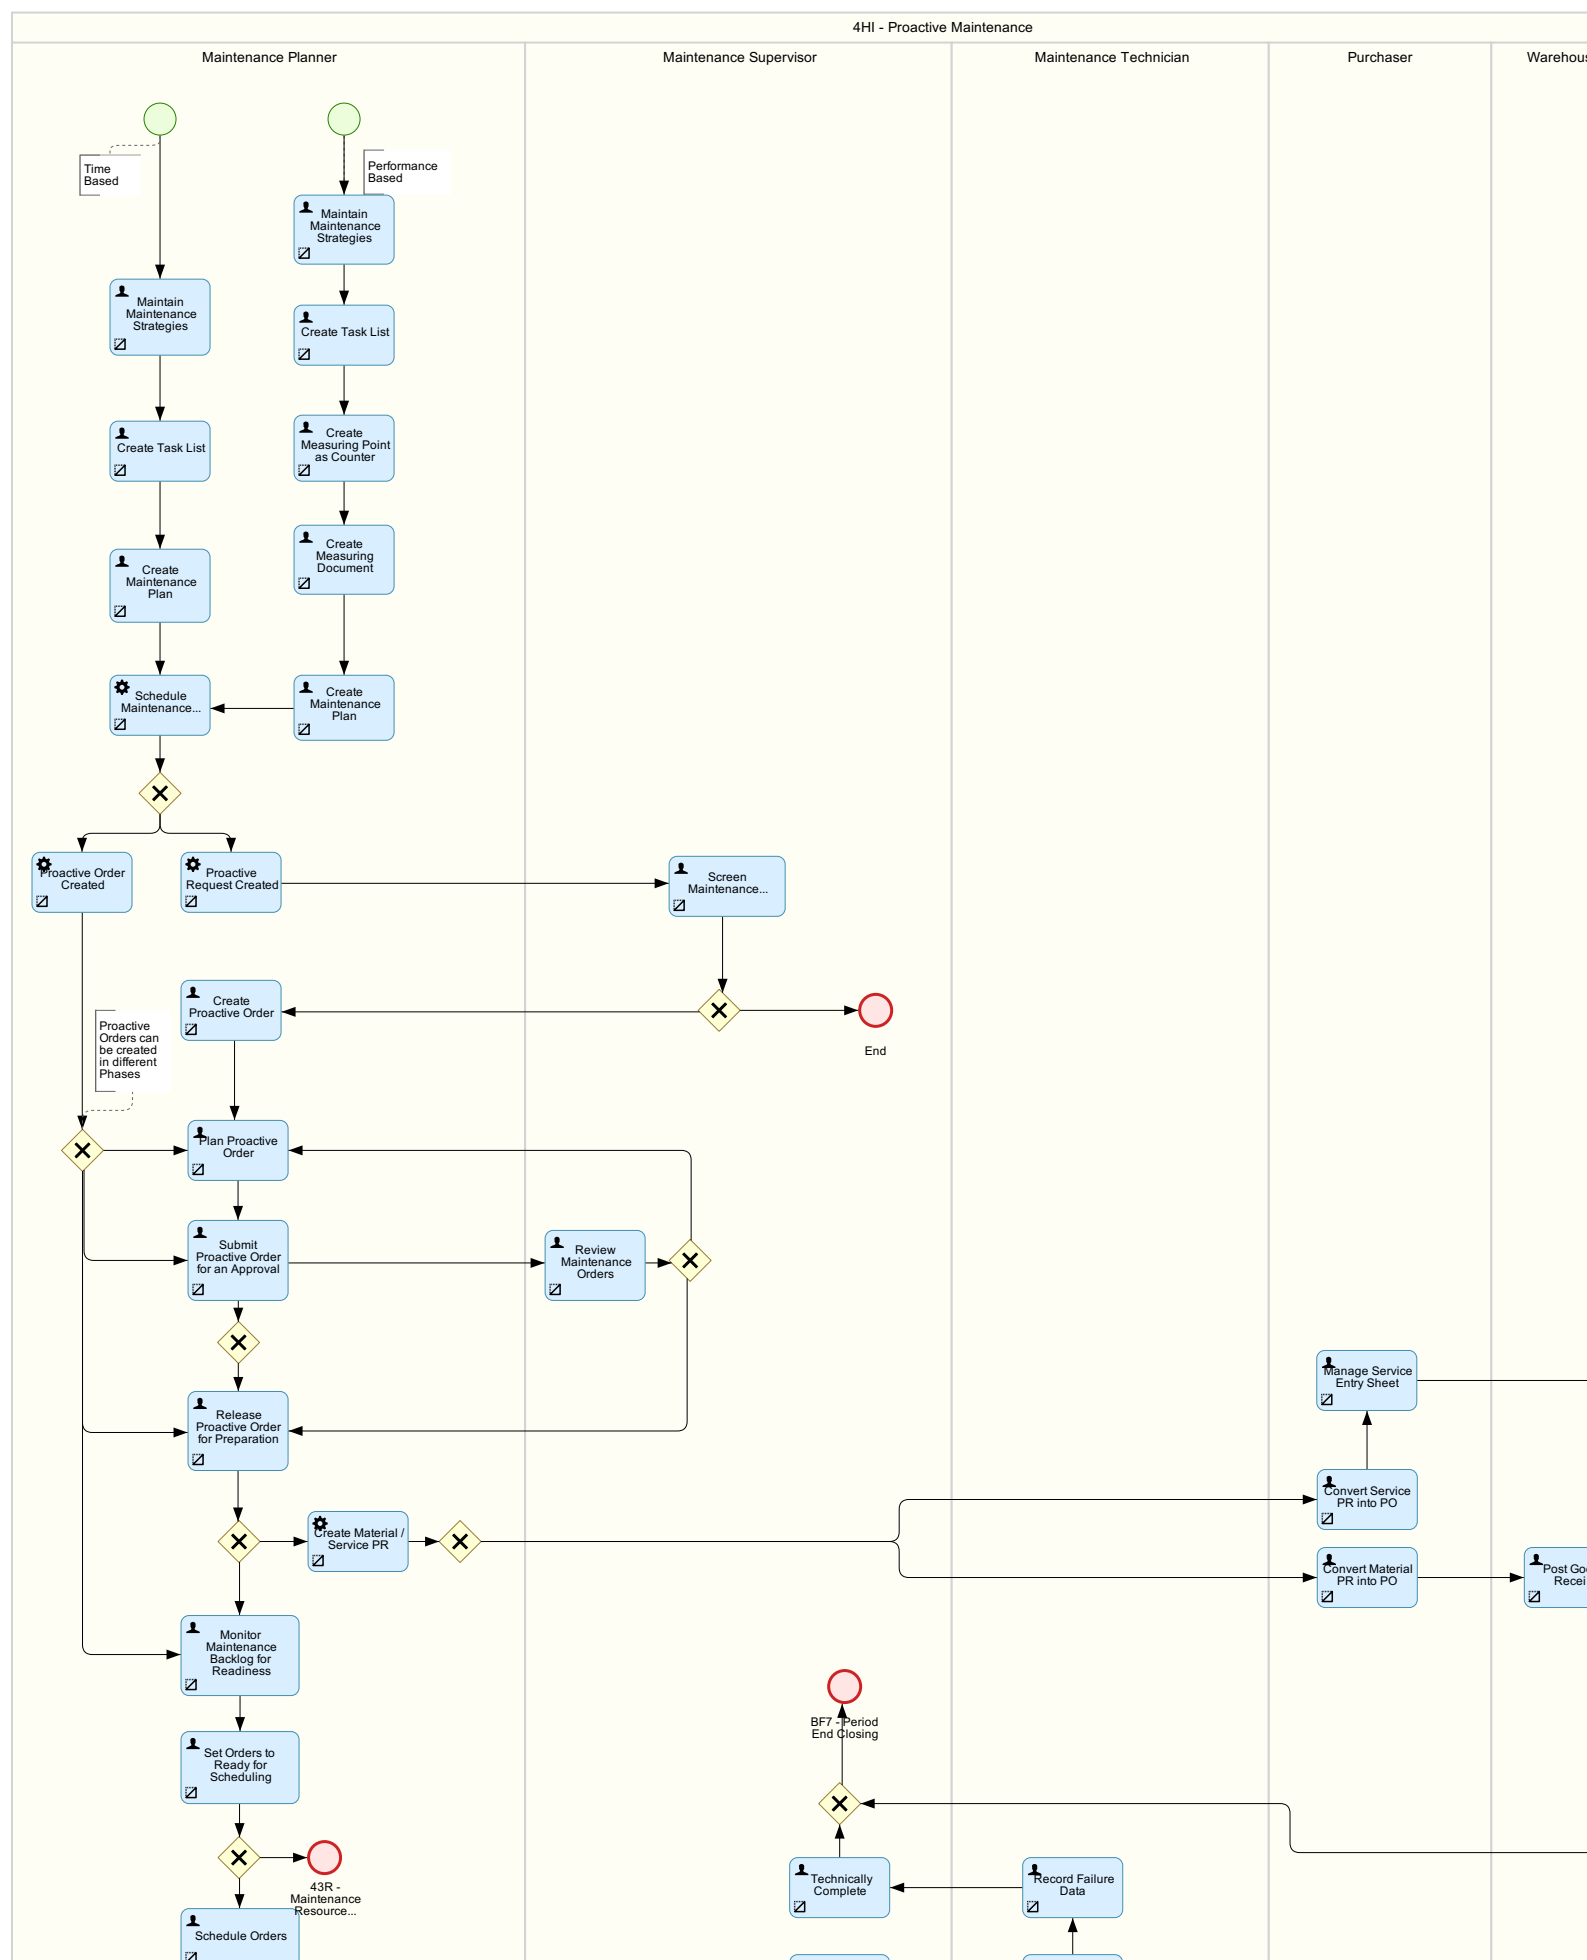 4HI - Proactive Maintenance
Maintenance Planner
Maintenance Supervisor
Maintenance Technician
Purchaser
Warehous
Time
Based
Performance
Based
Maintain
Maintenance
Strategies
Maintain
Maintenance
Strategies
Create Task List
Create Task List
Create
Measuring Point
as Counter
Create
Measuring
Document
Create
Maintenance
Plan
Schedule
Maintenance...
Create
Maintenance
Plan
Proactive Order
Created
Proactive
Request Created
Screen
Maintenance...
Create
Proactive Order
End
Proactive
Orders can
be created
in different
Phases
Plan Proactive
Order
Submit
Proactive Order
for an Approval
Review
Maintenance
Orders
Manage Service
Entry Sheet
Release
Proactive Order
for Preparation
Convert Service
PR into PO
Create Material /
Service PR
Convert Material
PR into PO
Post Go
Recei
Monitor
Maintenance
Backlog for
Readiness
BF7 - Period
End Closing
Set Orders to
Ready for
Scheduling
43R -
Maintenance
Resource...
Technically
Complete
Record Failure
Data
Schedule Orders